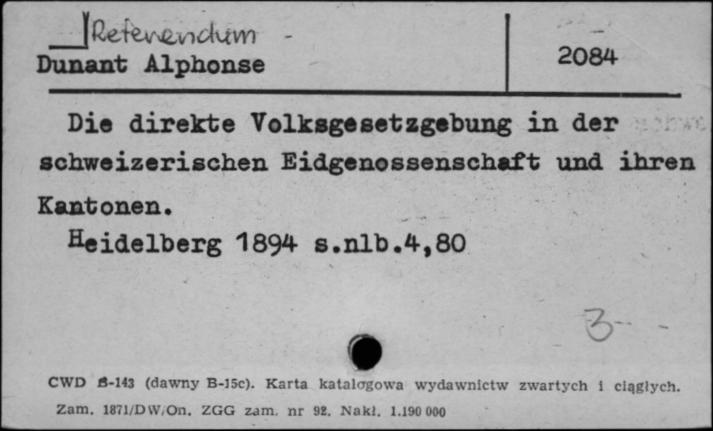 Referendum -
Dunant Alphonse
2084
Die direkte Volksgesetzgebung in der
schweizerischen Eidgenossenschaft und ihren
Kantonen.
Heidelberg 1894 s.nlb.4,80
3-
CWD B-143 (dawny B-15c). Karta katalogowa wydawnictw zwartych i ciągłych.
Zam. 1871/DW/On. ZGG zam. nr 92. Nakł. 1.190 000